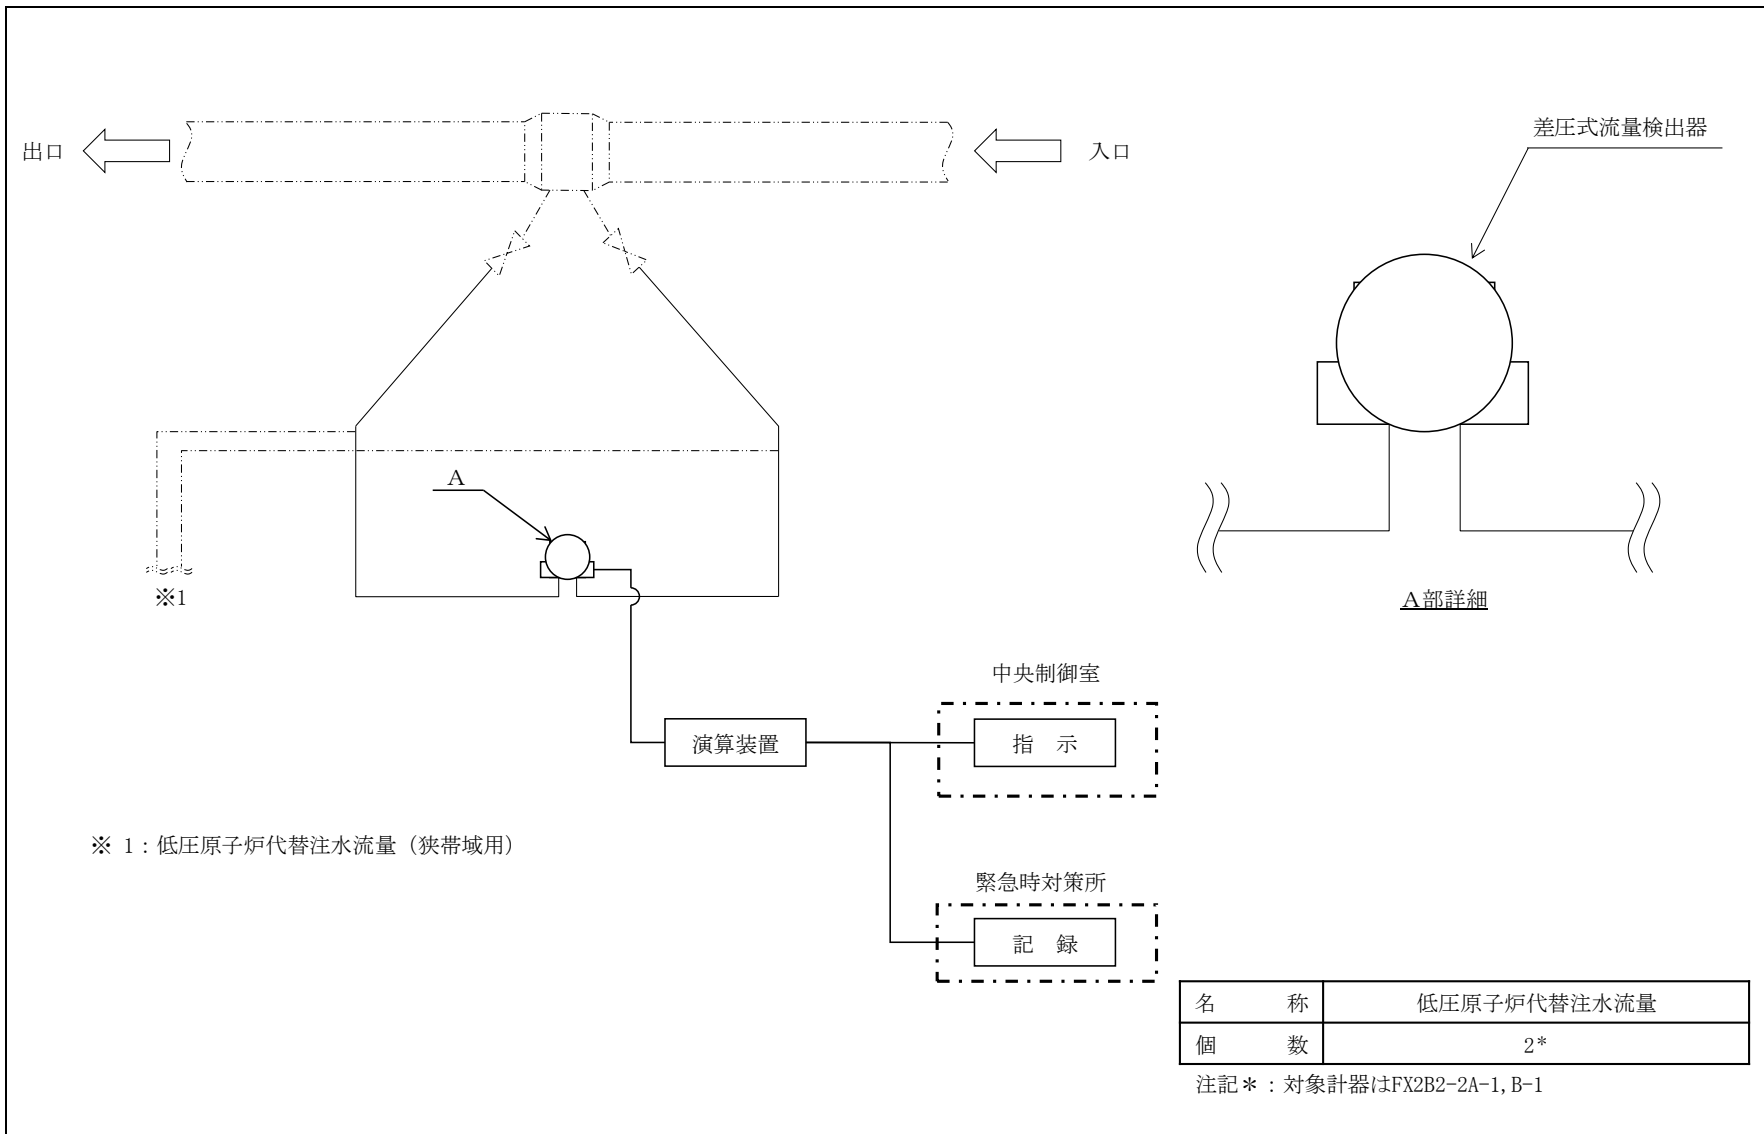 出口
入口
差圧式流量検出器
A
※1
A部詳細
中央制御室
演算装置
指 示
※ 1:低圧原子炉代替注水流量(狭帯域用)
緊急時対策所
記 録
名 称 低圧原子炉代替注水流量
個 数 2*
注記*:対象計器はFX2B2-2A-1,B-1